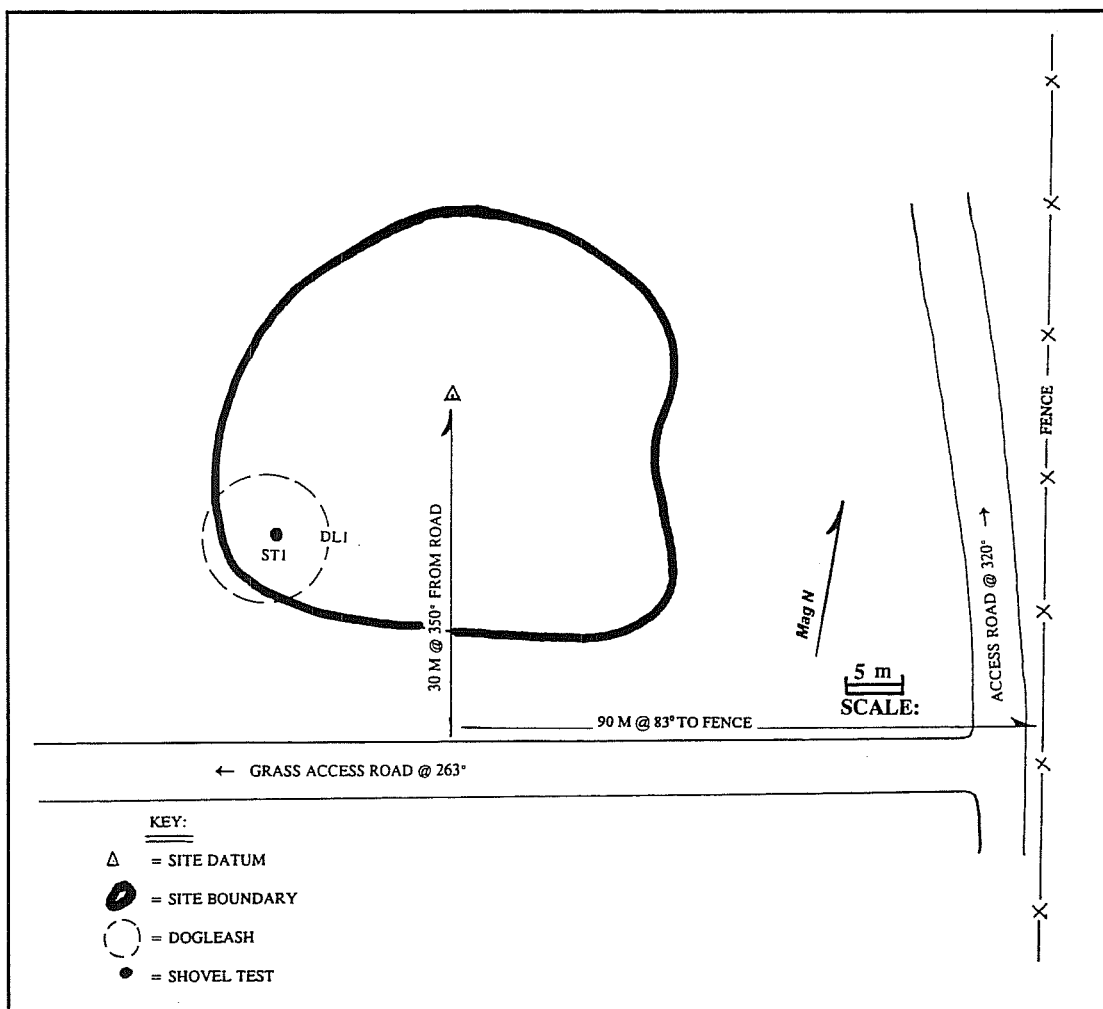 FENCE
30 M @ 350° FROM ROAD
DL1
ST1
Mag N
ACCESS ROAD @ 320° →
5 m
SCALE:
90 M @ 83° TO FENCE
← GRASS ACCESS ROAD @ 263°
KEY:
= SITE DATUM
= SITE BOUNDARY
= DOGLEASH
= SHOVEL TEST